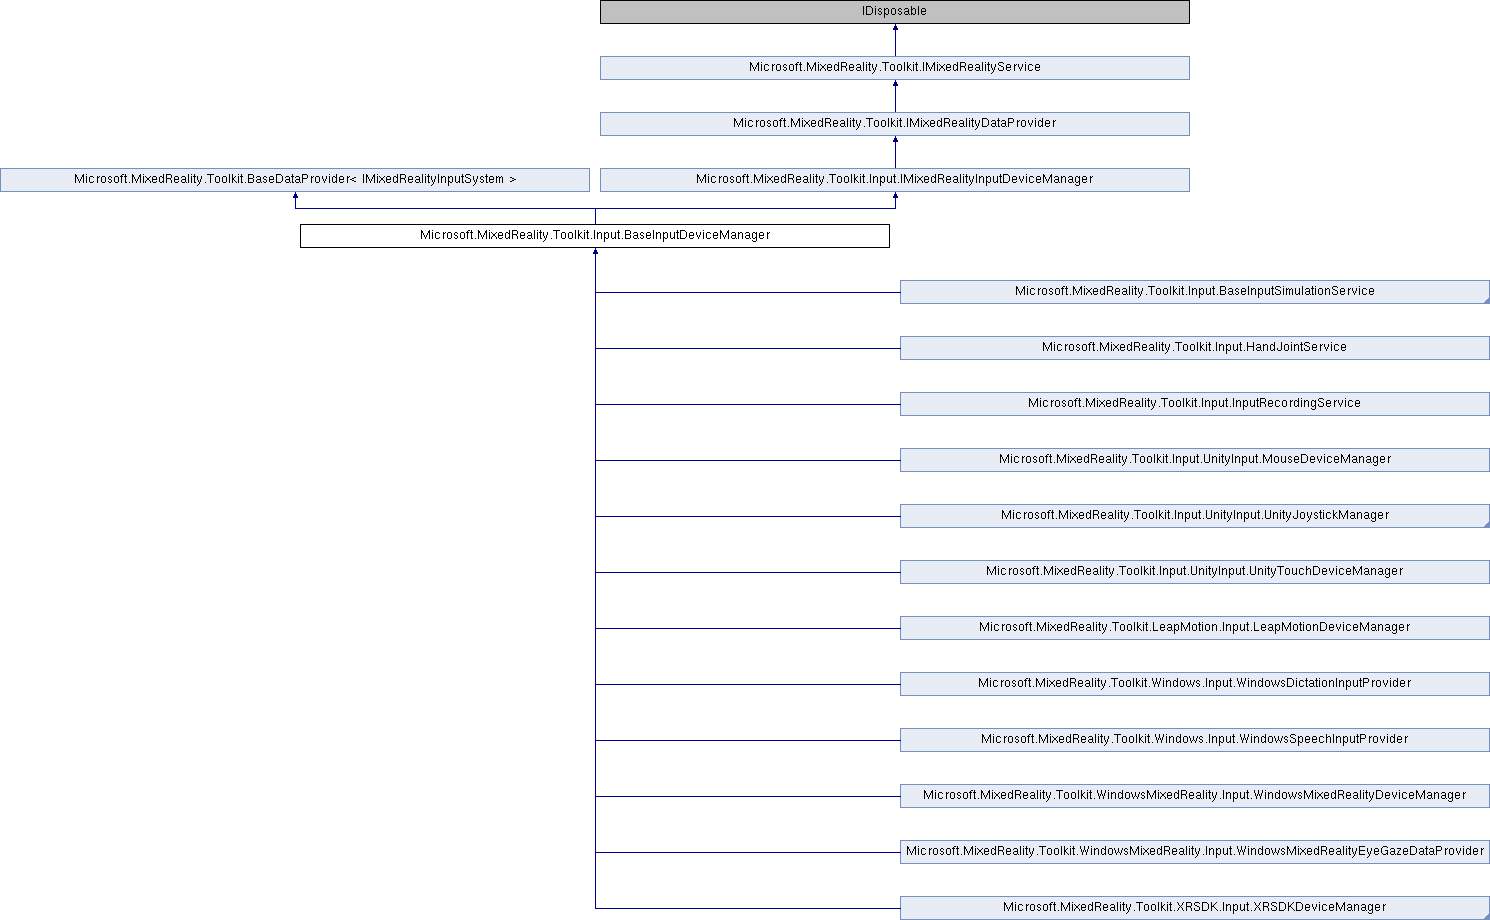 IDisposable
Microsoft.MixedReality.Toolkit.IMixedRealityService
Microsoft.MixedReality.Toolkit.IMixedRealityDataProvider
Microsoft.MixedReality.Toolkit.BaseDataProvider< IMixedRealityInputSystem >
Microsoft.MixedReality.Toolkit.Input.IMixedRealityInputDeviceManager
Microsoft.MixedReality.Toolkit.Input.BaseInputDeviceManager
Microsoft.MixedReality.Toolkit.Input.BaseInputSimulationService
Microsoft.MixedReality.Toolkit.Input.HandJointService
Microsoft.MixedReality.Toolkit.Input.InputRecordingService
Microsoft.MixedReality.Toolkit.Input.UnityInput.MouseDeviceManager
Microsoft.MixedReality.Toolkit.Input.UnityInput.UnityJoystickManager
Microsoft.MixedReality.Toolkit.Input.UnityInput.UnityTouchDeviceManager
Microsoft.MixedReality.Toolkit.LeapMotion.Input.LeapMotionDeviceManager
Microsoft.MixedReality.Toolkit.Windows.Input.WindowsDictationInputProvider
Microsoft.MixedReality.Toolkit.Windows.Input.WindowsSpeechInputProvider
Microsoft.MixedReality.Toolkit.WindowsMixedReality.Input.WindowsMixedRealityDeviceManager
Microsoft.MixedReality.Toolkit.WindowsMixedReality.Input.WindowsMixedRealityEyeGazeDataProvider
Microsoft.MixedReality.Toolkit.XRSDK.Input.XRSDKDeviceManager